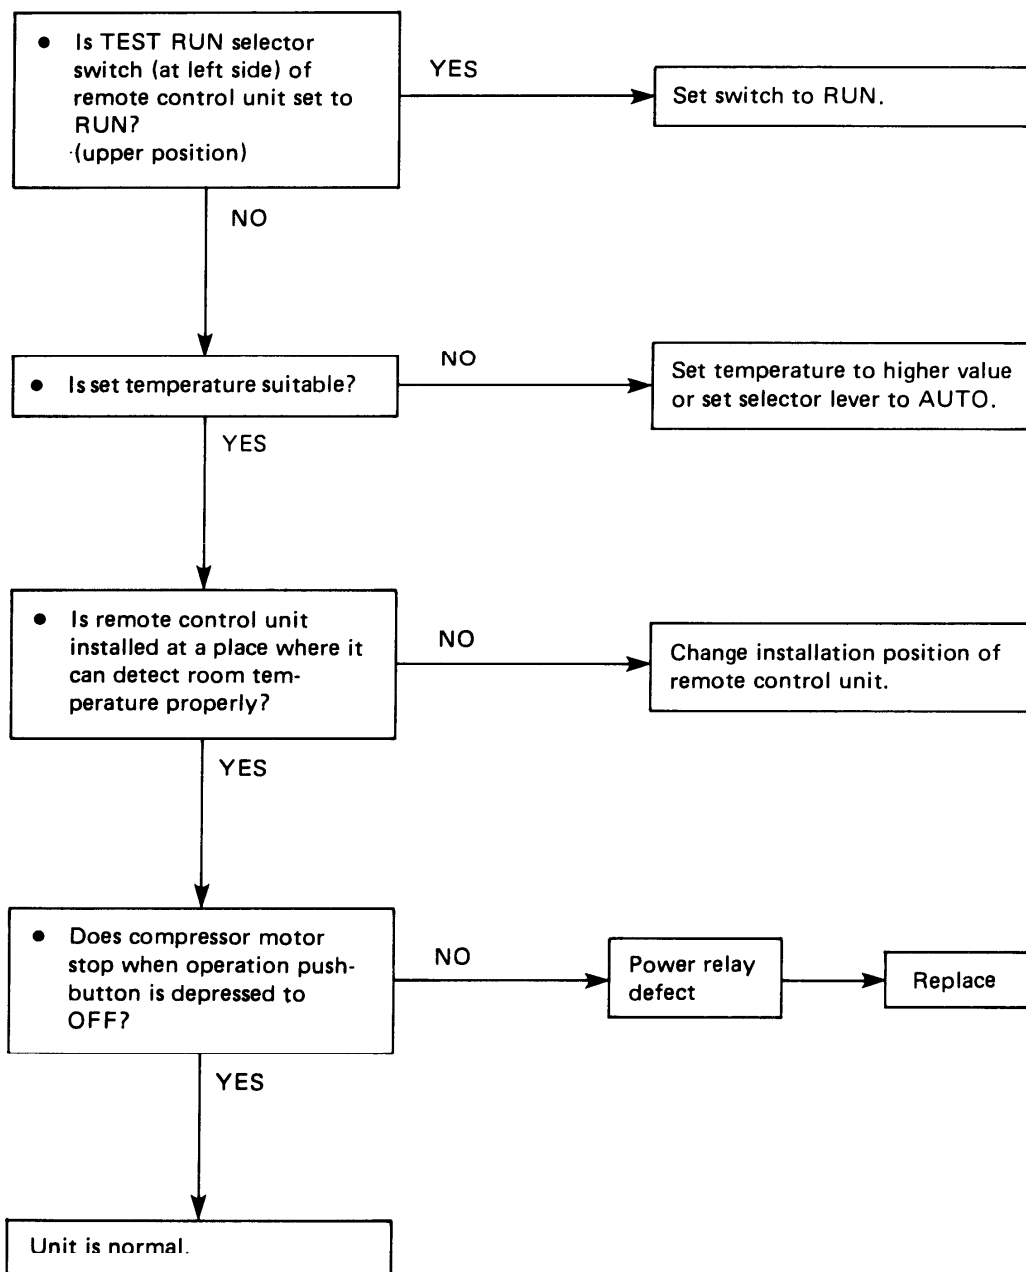 ● Is TEST RUN selector
switch (at left side) of
remote control unit set to
RUN?
(upper position)
YES
Set switch to RUN.
NO
● Is set temperature suitable?
NO
Set temperature to higher value
or set selector lever to AUTO.
YES
● Is remote control unit
installed at a place where it
can detect room tem-
perature properly?
NO
Change installation position of
remote control unit.
YES
● Does compressor motor
stop when operation push-
button is depressed to
OFF?
NO
Power relay
defect
Replace
YES
Unit is normal.